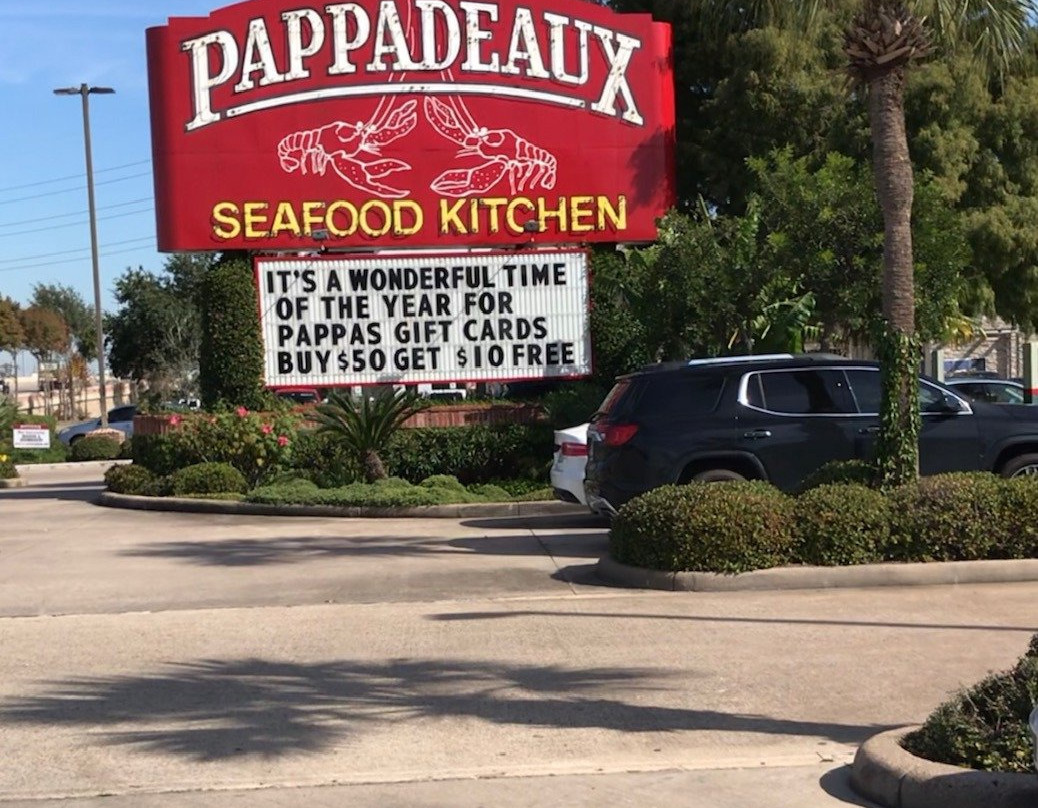 PAPPADEAUX
SEAFOOD KITCHEN
IT'S A WONDERFUL TIME
OF THE YEAR FOR
PAPPAS GIFT CARDS
BUY $50 GET $10 FREE